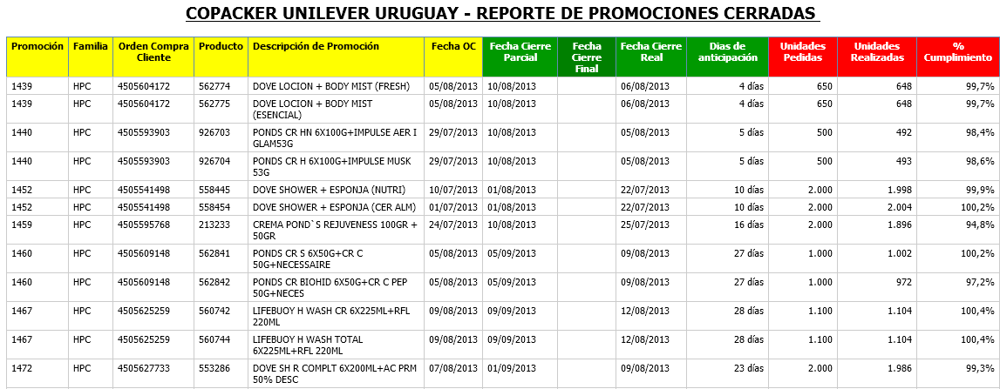 COPACKER UNILEVER URUGUAY - REPORTE DE PROMOCIONES CERRADAS
Promoción Familia Orden Compra Cliente Producto Descripción de Promoción Fecha OC Fecha Cierre Parcial Fecha Cierre Final Fecha Cierre Real Dias de anticipación Unidades Pedidas Unidades Realizadas % Cumplimiento
1439 HPC 4505604172 562774 DOVE LOCION + BODY MIST (FRESH) 05/08/2013 10/08/2013 06/08/2013 4 días 650 648 99,7%
1439 HPC 4505604172 562775 DOVE LOCION + BODY MIST 05/08/2013 10/08/2013 06/08/2013 4 días 650 648 99,7%
(ESENCIAL)
1440 HPC 4505593903 926703 PONDS CR HN 6X100G+IMPULSE AER I 29/07/2013 10/08/2013 05/08/2013 5 días 500 492 98,4%
GLAM53G
1440 HPC 4505593903 926704 PONDS CR H 6X100G+IMPULSE MUSK 29/07/2013 10/08/2013 05/08/2013 5 días 500 493 98,6%
53G
1452 HPC 4505541498 558445 DOVE SHOWER + ESPONJA (NUTRI) 10/07/2013 01/08/2013 22/07/2013 10 días 2.000 1.998 99,9%
1452 HPC 4505541498 558454 DOVE SHOWER + ESPONJA (CER ALM) 01/07/2013 01/08/2013 22/07/2013 10 días 2.000 2.004 100,2%
1459 HPC 4505595768 213233 CREMA POND`S REJUVENESS 100GR + 24/07/2013 10/08/2013 25/07/2013 16 días 2.000 1.896 94,8%
50GR
1460 HPC 4505609148 562841 PONDS CR S 6X50G+CR C 05/08/2013 05/09/2013 09/08/2013 27 días 1.000 1.002 100,2%
50G+NECESSAIRE
1460 HPC 4505609148 562842 PONDS CR BIOHID 6X50G+CR C PEP 05/08/2013 05/09/2013 09/08/2013 27 días 1.000 972 97,2%
50G+NECES
1467 HPC 4505625259 560742 LIFEBUOY H WASH CR 6X225ML+RFL 09/08/2013 09/09/2013 12/08/2013 28 días 1.100 1.104 100,4%
220ML
1467 HPC 4505625259 560744 LIFEBUOY H WASH TOTAL 09/08/2013 09/09/2013 12/08/2013 28 días 1.100 1.104 100,4%
6X225ML+RFL 220ML
1472 HPC 4505627733 553286 DOVE SH R COMPLT 6X200ML+AC PRM 07/08/2013 01/09/2013 09/08/2013 23 días 2.000 1.986 99,3%
50% DESC